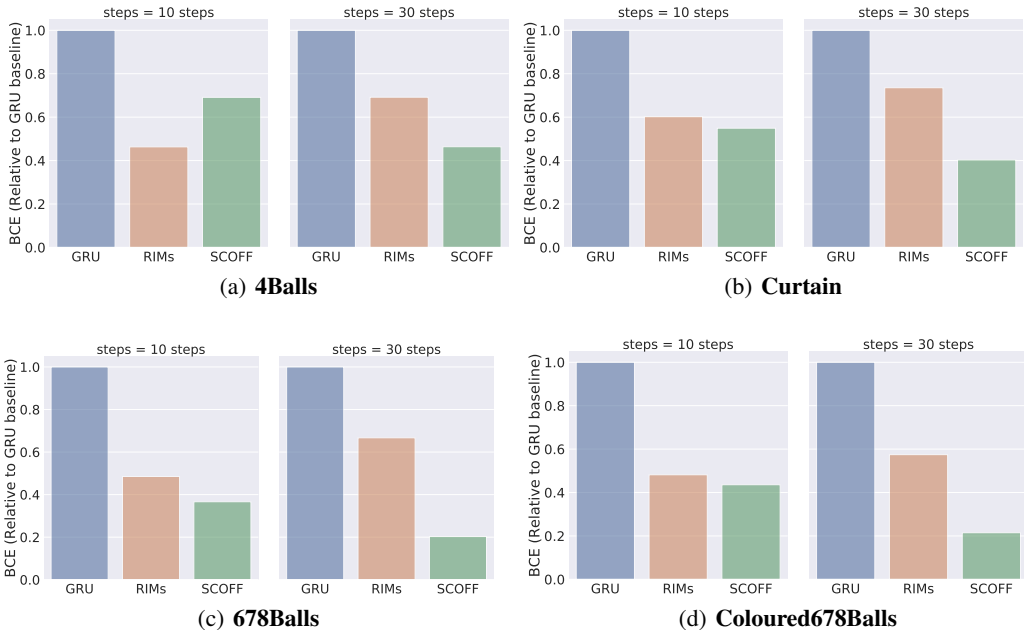 steps = 10 steps
steps = 30 steps
BCE (Relative to GRU baseline)
1.0
0.8
0.6
0.4
0.2
0.0
GRU RIMs SCOFF
GRU RIMs SCOFF
(a) 4Balls
steps = 10 steps
steps = 30 steps
BCE (Relative to GRU baseline)
1.0
0.8
0.6
0.4
0.2
0.0
GRU RIMs SCOFF
GRU RIMs SCOFF
(b) Curtain
steps = 10 steps
steps = 30 steps
BCE (Relative to GRU baseline)
1.0
0.8
0.6
0.4
0.2
0.0
GRU RIMs SCOFF
GRU RIMs SCOFF
(c) 678Balls
steps = 10 steps
steps = 30 steps
BCE (Relative to GRU baseline)
1.0
0.8
0.6
0.4
0.2
0.0
GRU RIMs SCOFF
GRU RIMs SCOFF
(d) Coloured678Balls